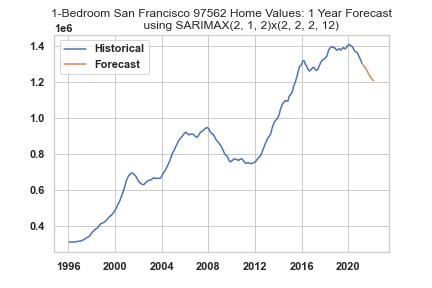 1-Bedroom San Francisco 97562 Home Values: 1 Year Forecast
using SARIMAX(2, 1, 2)x(2, 2, 2, 12)
1e6
Historical
Forecast
1.4
1.2
1.0
0.8
0.6
0.4
1996 2000 2004 2008 2012 2016 2020